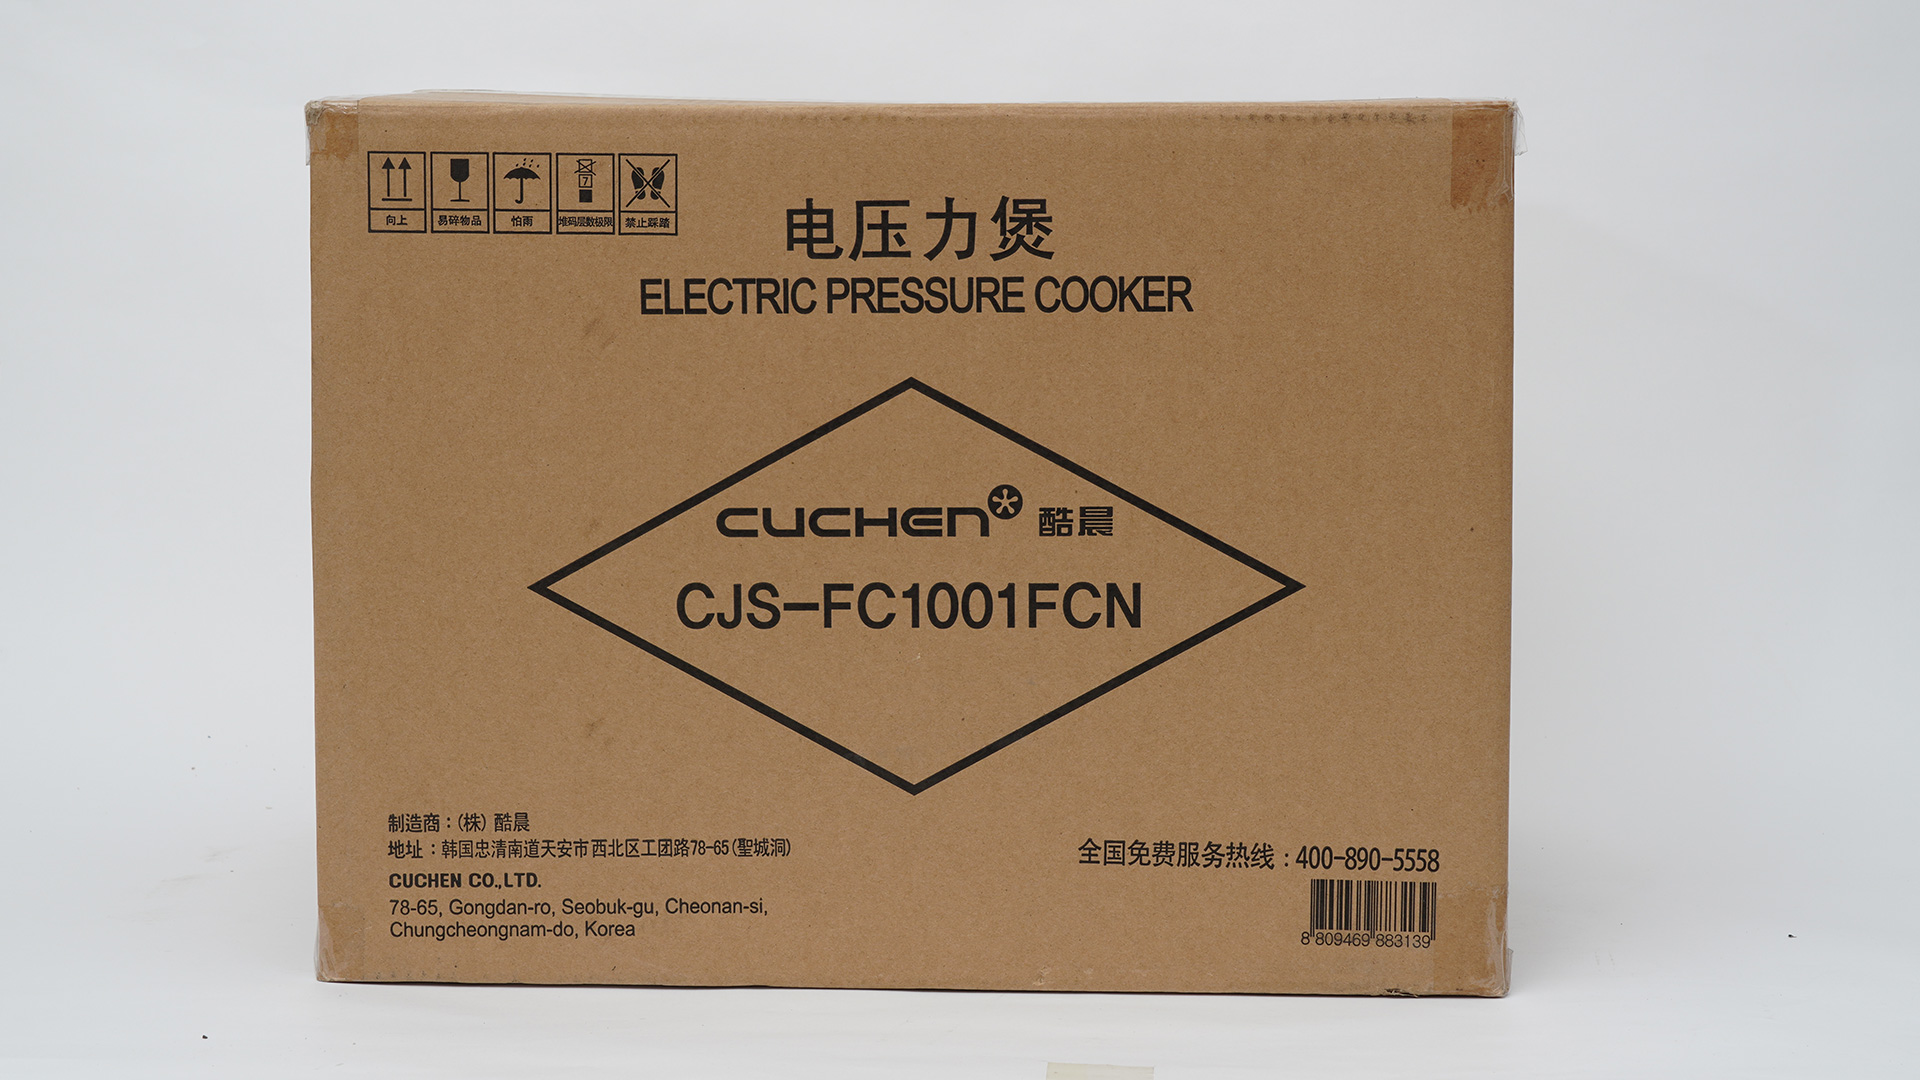 向上 易碎物品 怕雨 7 堆码层数极限 禁止踩踏
电压力煲
ELECTRIC PRESSURE COOKER
CUCHEN 酷晨
CJS-FC1001FCN
制造商：(株) 酷晨
地址：韩国忠清南道天安市西北区工团路78-65(聖城洞)
CUCHEN CO.,LTD.
78-65, Gongdan-ro, Seobuk-gu, Cheonan-si,
Chungcheongnam-do, Korea
全国免费服务热线：400-890-5558
8 809469 883139